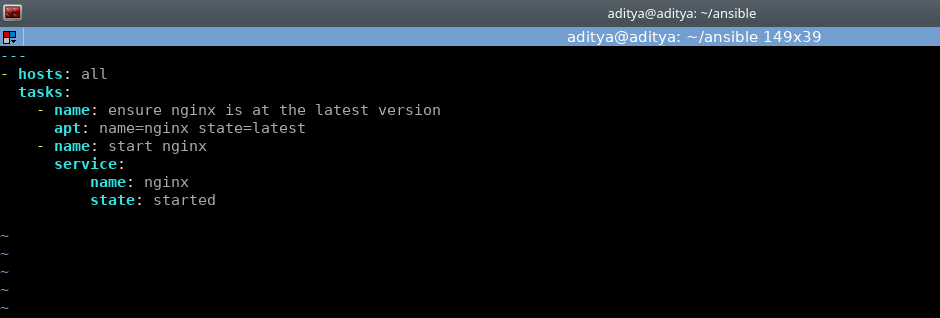 aditya@aditya: ~/ansible
aditya@aditya: ~/ansible 149x39
---
- hosts: all
  tasks:
    - name: ensure nginx is at the latest version
      apt: name=nginx state=latest
    - name: start nginx
      service:
          name: nginx
          state: started
~
~
~
~
~